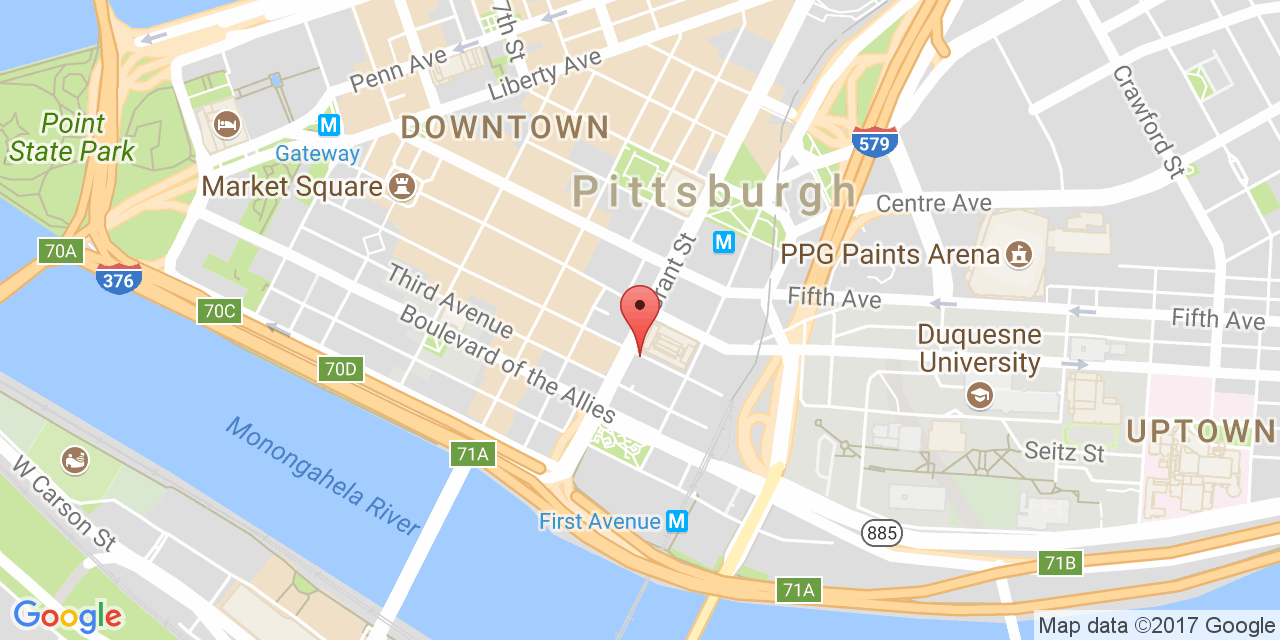 7th St
Penn Ave
Liberty Ave
Point
State Park
Gateway
M
DOWNTOWN
Market Square
Pittsburgh
579
Crawford St
Centre Ave
M
PPG Paints Arena
70A
376
70C
Third Avenue
Boulevard of the Allies
Grant St
Fifth Ave
Fifth Ave
Duquesne
University
70D
Monongahela River
71A
UPTOWN
Seitz St
W Carson St
First Avenue M
885
71B
71A
Google
Map data ©2017 Google